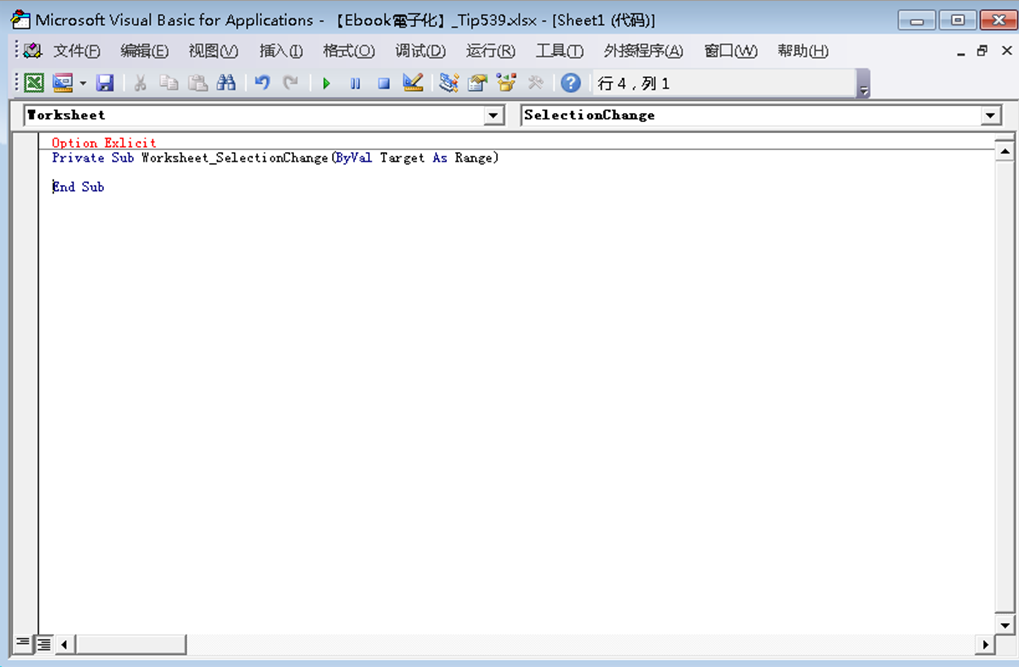 Microsoft Visual Basic for Applications - 【Ebook電子化】_Tip539.xlsx - [Sheet1 (代码)]
文件(F) 编辑(E) 视图(V) 插入(I) 格式(O) 调试(D) 运行(R) 工具(T) 外接程序(A) 窗口(W) 帮助(H)
行 4 , 列 1
Worksheet SelectionChange
Option Exlicit
Private Sub Worksheet_SelectionChange(ByVal Target As Range)
End Sub